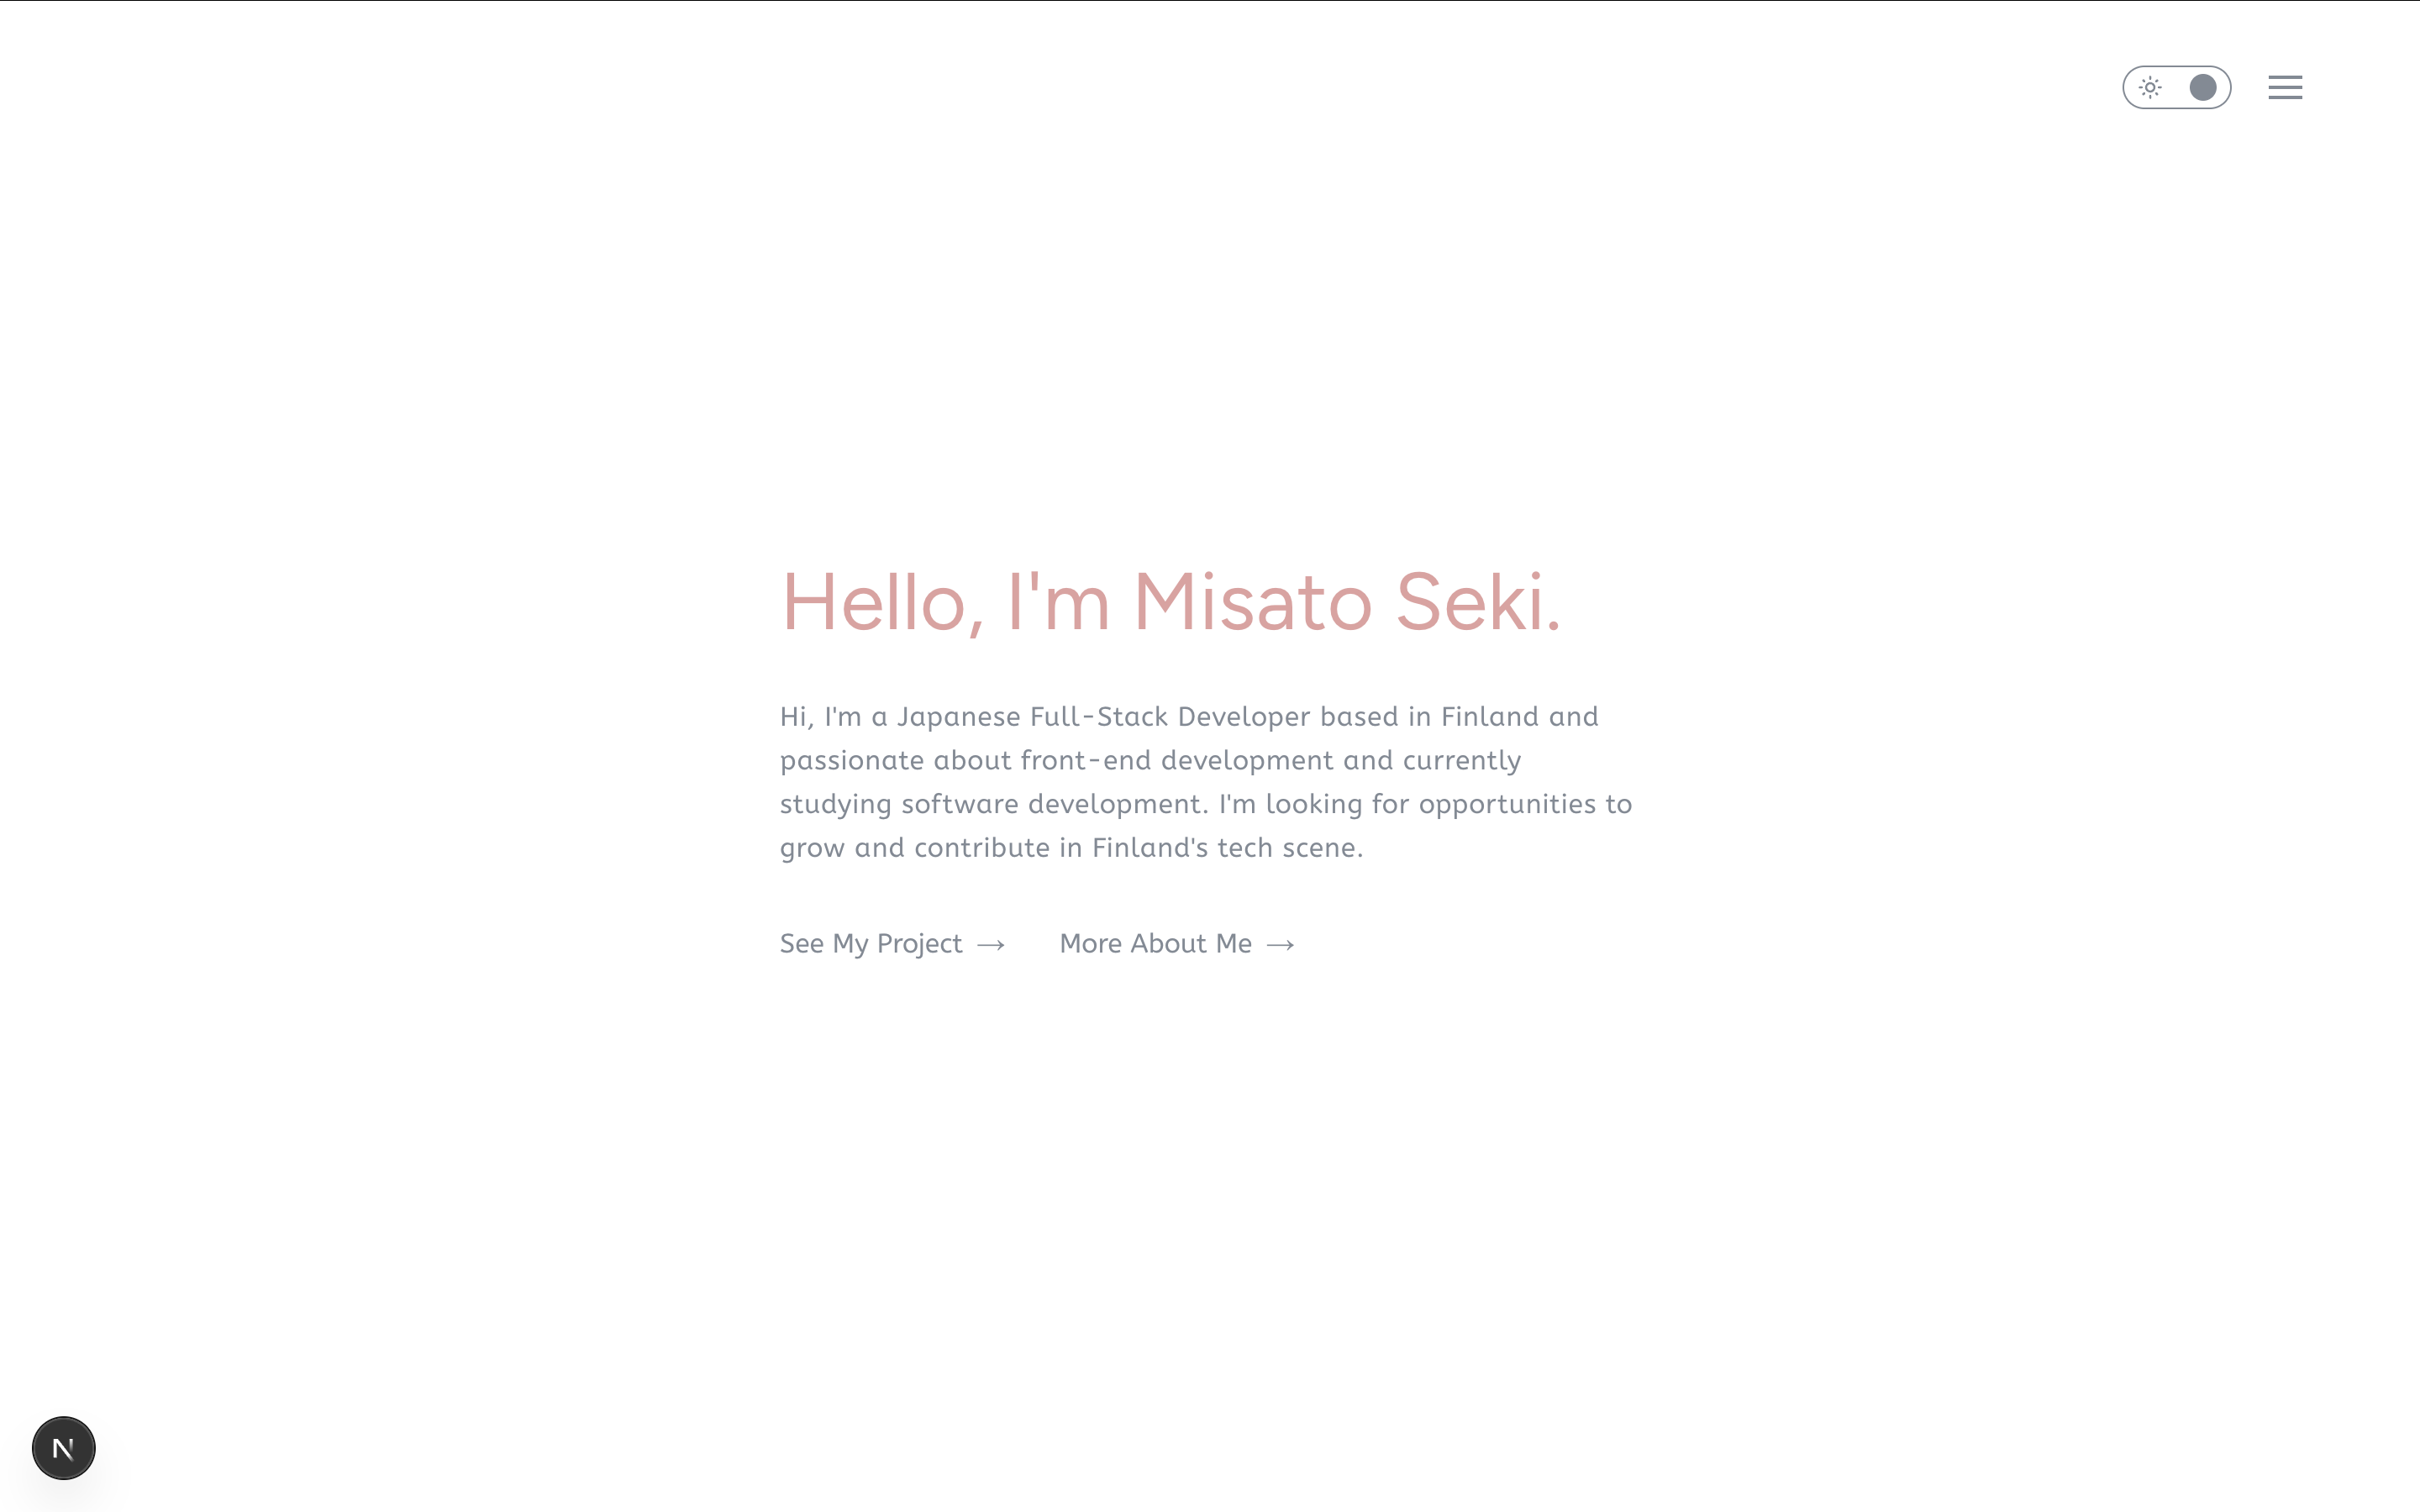 Hello, I'm Misato Seki.
Hi, I'm a Japanese Full-Stack Developer based in Finland and
passionate about front-end development and currently
studying software development. I'm looking for opportunities to
grow and contribute in Finland's tech scene.
See My Project → More About Me →
N